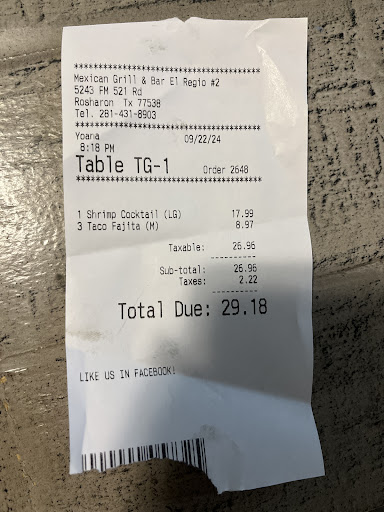 ****************************************
Mexican Grill & Bar El Regio #2
5243 FM 521 Rd
Rosharon Tx 77538
Tel. 281-431-8903
****************************************
Yoana 09/22/24
8:18 PM
Table TG-1 Order 2648
****************************************
1 Shrimp Cocktail (LG) 17.99
3 Taco Fajita (M) 8.97
Taxable: 26.96
----------
Sub-total: 26.96
Taxes: 2.22
----------
Total Due: 29.18
LIKE US IN FACEBOOK!